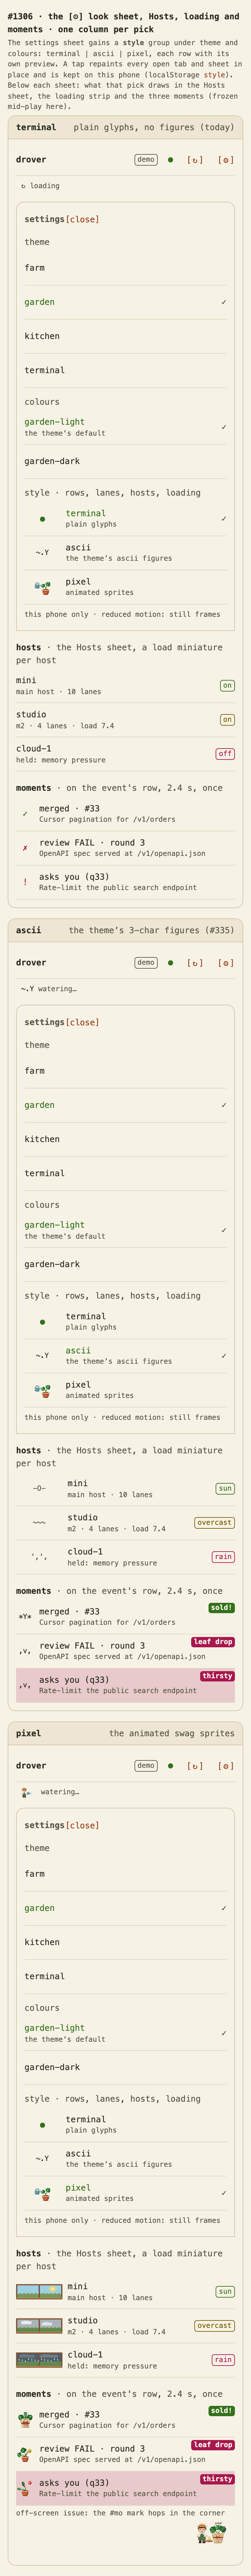 #1306 · the [⚙] look sheet, Hosts, loading and
moments · one column per pick
The settings sheet gains a style group under theme and
colours: terminal | ascii | pixel, each row with its
own preview. A tap repaints every open tab and sheet in
place and is kept on this phone (localStorage style).
Below each sheet: what that pick draws in the Hosts
sheet, the loading strip and the three moments (frozen
mid-play here).
terminal plain glyphs, no figures (today)
drover demo ● [↻] [⚙]
↻ loading
settings[close]
theme
farm
garden ✓
kitchen
terminal
colours
garden-light ✓
the theme's default
garden-dark
style · rows, lanes, hosts, loading
● terminal ✓
plain glyphs
~.Y ascii
the theme's ascii figures
pixel
animated sprites
this phone only · reduced motion: still frames
hosts · the Hosts sheet, a load miniature
per host
mini on
main host · 10 lanes
studio on
m2 · 4 lanes · load 7.4
cloud-1 off
held: memory pressure
moments · on the event's row, 2.4 s, once
✓ merged · #33
Cursor pagination for /v1/orders
✗ review FAIL · round 3
OpenAPI spec served at /v1/openapi.json
! asks you (q33)
Rate-limit the public search endpoint
ascii the theme's 3-char figures (#335)
drover demo ● [↻] [⚙]
~.Y watering…
settings[close]
theme
farm
garden ✓
kitchen
terminal
colours
garden-light ✓
the theme's default
garden-dark
style · rows, lanes, hosts, loading
● terminal
plain glyphs
~.Y ascii ✓
the theme's ascii figures
pixel
animated sprites
this phone only · reduced motion: still frames
hosts · the Hosts sheet, a load miniature
per host
-O- mini sun
main host · 10 lanes
~~~ studio overcast
m2 · 4 lanes · load 7.4
',', cloud-1 rain
held: memory pressure
moments · on the event's row, 2.4 s, once
*Y* merged · #33 sold!
Cursor pagination for /v1/orders
,v, review FAIL · round 3 leaf drop
OpenAPI spec served at /v1/openapi.json
,v, asks you (q33) thirsty
Rate-limit the public search endpoint
pixel the animated swag sprites
drover demo ● [↻] [⚙]
watering…
settings[close]
theme
farm
garden ✓
kitchen
terminal
colours
garden-light ✓
the theme's default
garden-dark
style · rows, lanes, hosts, loading
● terminal
plain glyphs
~.Y ascii
the theme's ascii figures
pixel ✓
animated sprites
this phone only · reduced motion: still frames
hosts · the Hosts sheet, a load miniature
per host
mini sun
main host · 10 lanes
studio overcast
m2 · 4 lanes · load 7.4
cloud-1 rain
held: memory pressure
moments · on the event's row, 2.4 s, once
merged · #33 sold!
Cursor pagination for /v1/orders
review FAIL · round 3 leaf drop
OpenAPI spec served at /v1/openapi.json
asks you (q33) thirsty
Rate-limit the public search endpoint
off-screen issue: the #mo mark hops in the corner